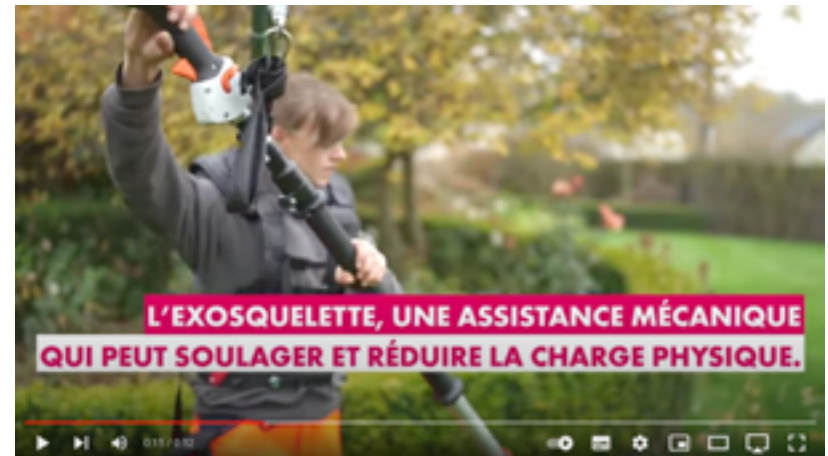 L'EXOSQUELETTE, UNE ASSISTANCE MÉCANIQUE
QUI PEUT SOULAGER ET RÉDUIRE LA CHARGE PHYSIQUE.